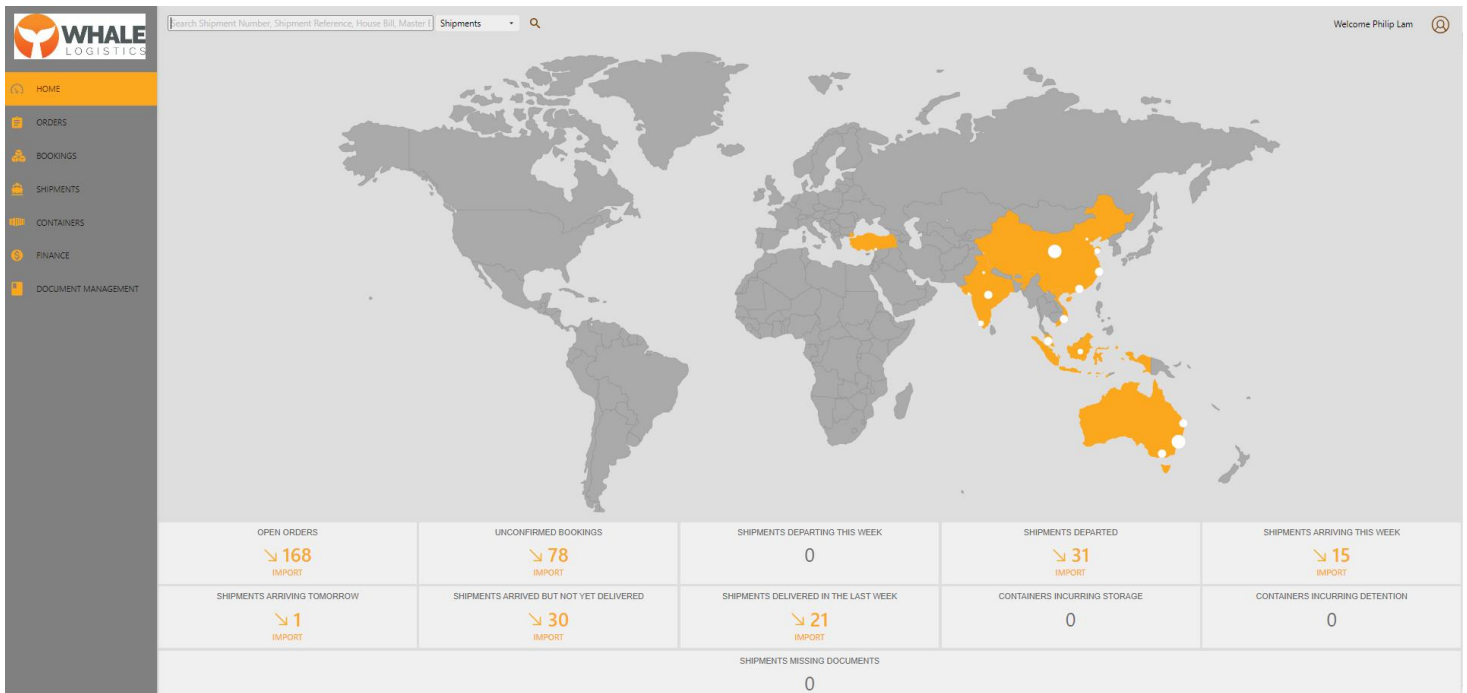 WHALE
LOGISTICS
Search Shipment Number, Shipment Reference, House Bill, Master
Shipments
Welcome Philip Lam
HOME
ORDERS
BOOKINGS
SHIPMENTS
CONTAINERS
FINANCE
DOCUMENT MANAGEMENT
OPEN ORDERS
168
IMPORT
UNCONFIRMED BOOKINGS
78
IMPORT
SHIPMENTS DEPARTING THIS WEEK
0
SHIPMENTS DEPARTED
31
IMPORT
SHIPMENTS ARRIVING THIS WEEK
15
IMPORT
SHIPMENTS ARRIVING TOMORROW
1
IMPORT
SHIPMENTS ARRIVED BUT NOT YET DELIVERED
30
IMPORT
SHIPMENTS DELIVERED IN THE LAST WEEK
21
IMPORT
CONTAINERS INCURRING STORAGE
0
CONTAINERS INCURRING DETENTION
0
SHIPMENTS MISSING DOCUMENTS
0